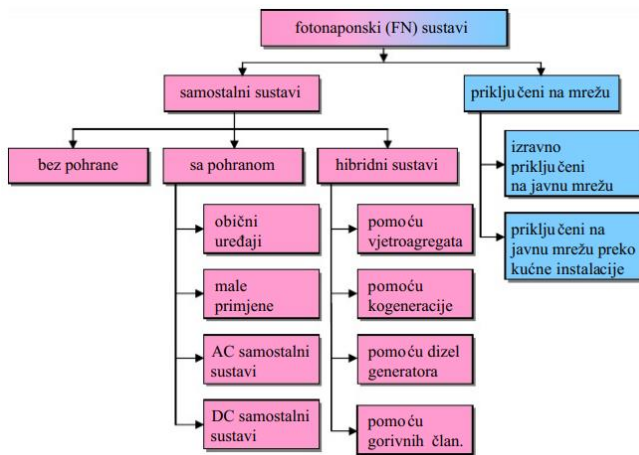 fotonaponski (FN) sustavi
samostalni sustavi
priključeni na mrežu
bez pohrane
sa pohranom
hibridni sustavi
izravno
priključeni
na javnu mrežu
obični
uređaji
pomoću
vjetroagregata
priključeni na
javnu mrežu preko
kućne instalacije
male
primjene
pomoću
kogeneracije
AC samostalni
sustavi
pomoću dizel
generatora
DC samostalni
sustavi
pomoću
gorivnih član.